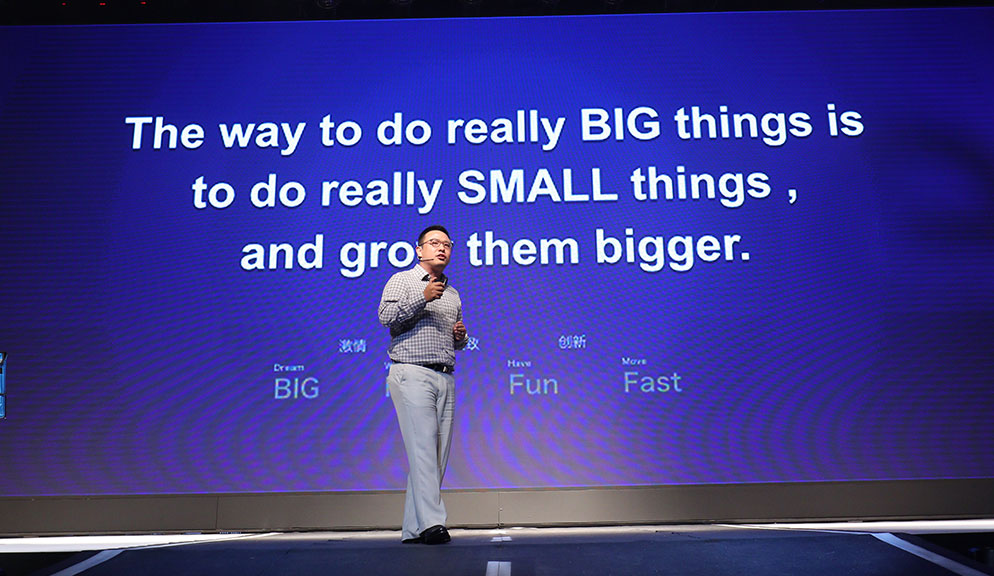 The way to do really BIG things is
to do really SMALL things ,
and them bigger.
激情 创新
Dream Have Move
BIG Fun Fast